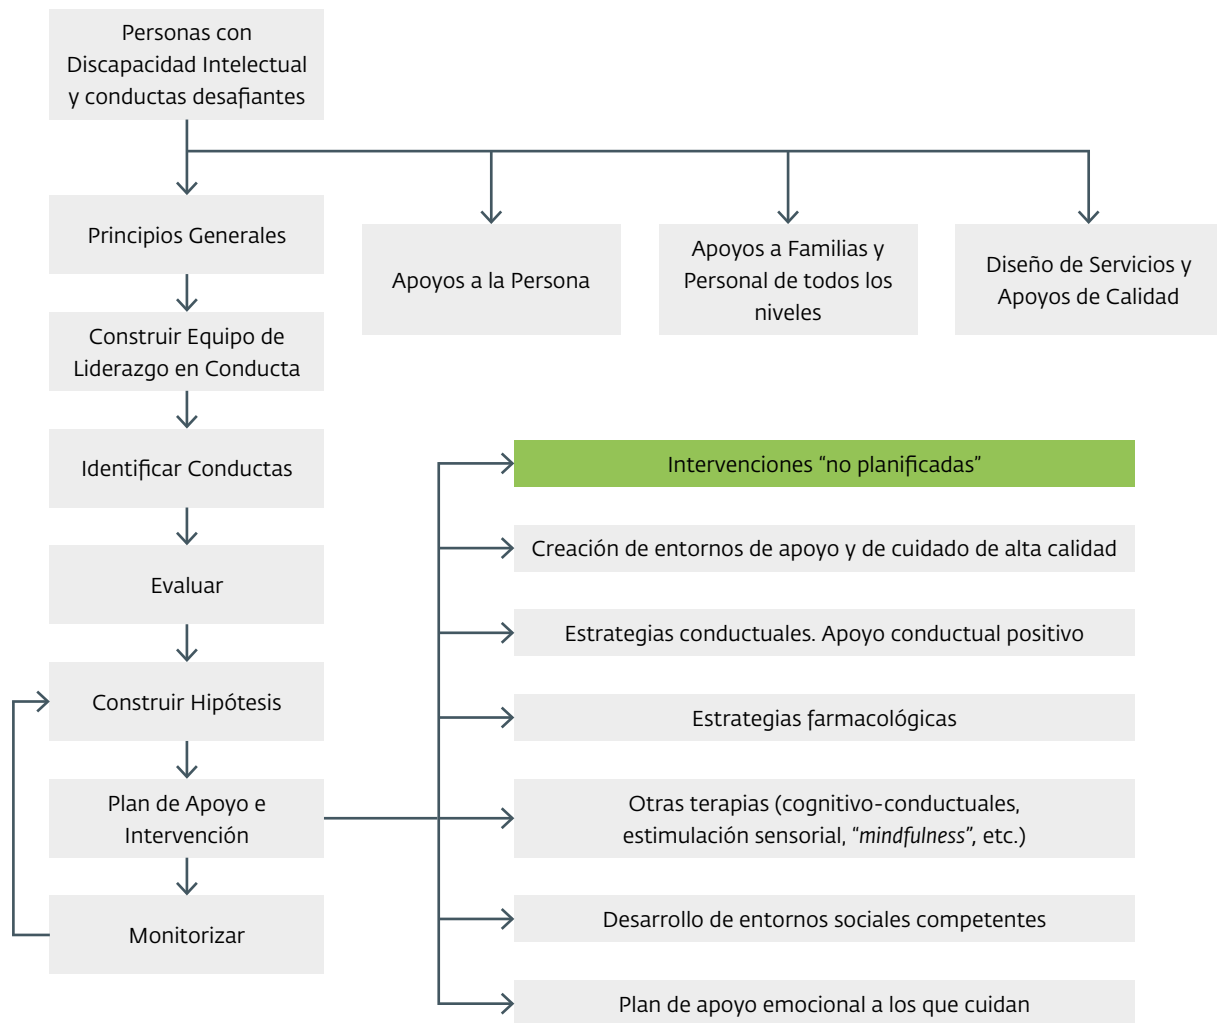 Personas con
Discapacidad Intelectual
y conductas desafiantes
Principios Generales
Apoyos a la Persona
Apoyos a Familias y
Personal de todos los
niveles
Diseño de Servicios y
Apoyos de Calidad
Construir Equipo de
Liderazgo en Conducta
Identificar Conductas
Evaluar
Construir Hipótesis
Plan de Apoyo e
Intervención
Monitorizar
Intervenciones “no planificadas”
Creación de entornos de apoyo y de cuidado de alta calidad
Estrategias conductuales. Apoyo conductual positivo
Estrategias farmacológicas
Otras terapias (cognitivo-conductuales,
estimulación sensorial, “mindfulness”, etc.)
Desarrollo de entornos sociales competentes
Plan de apoyo emocional a los que cuidan